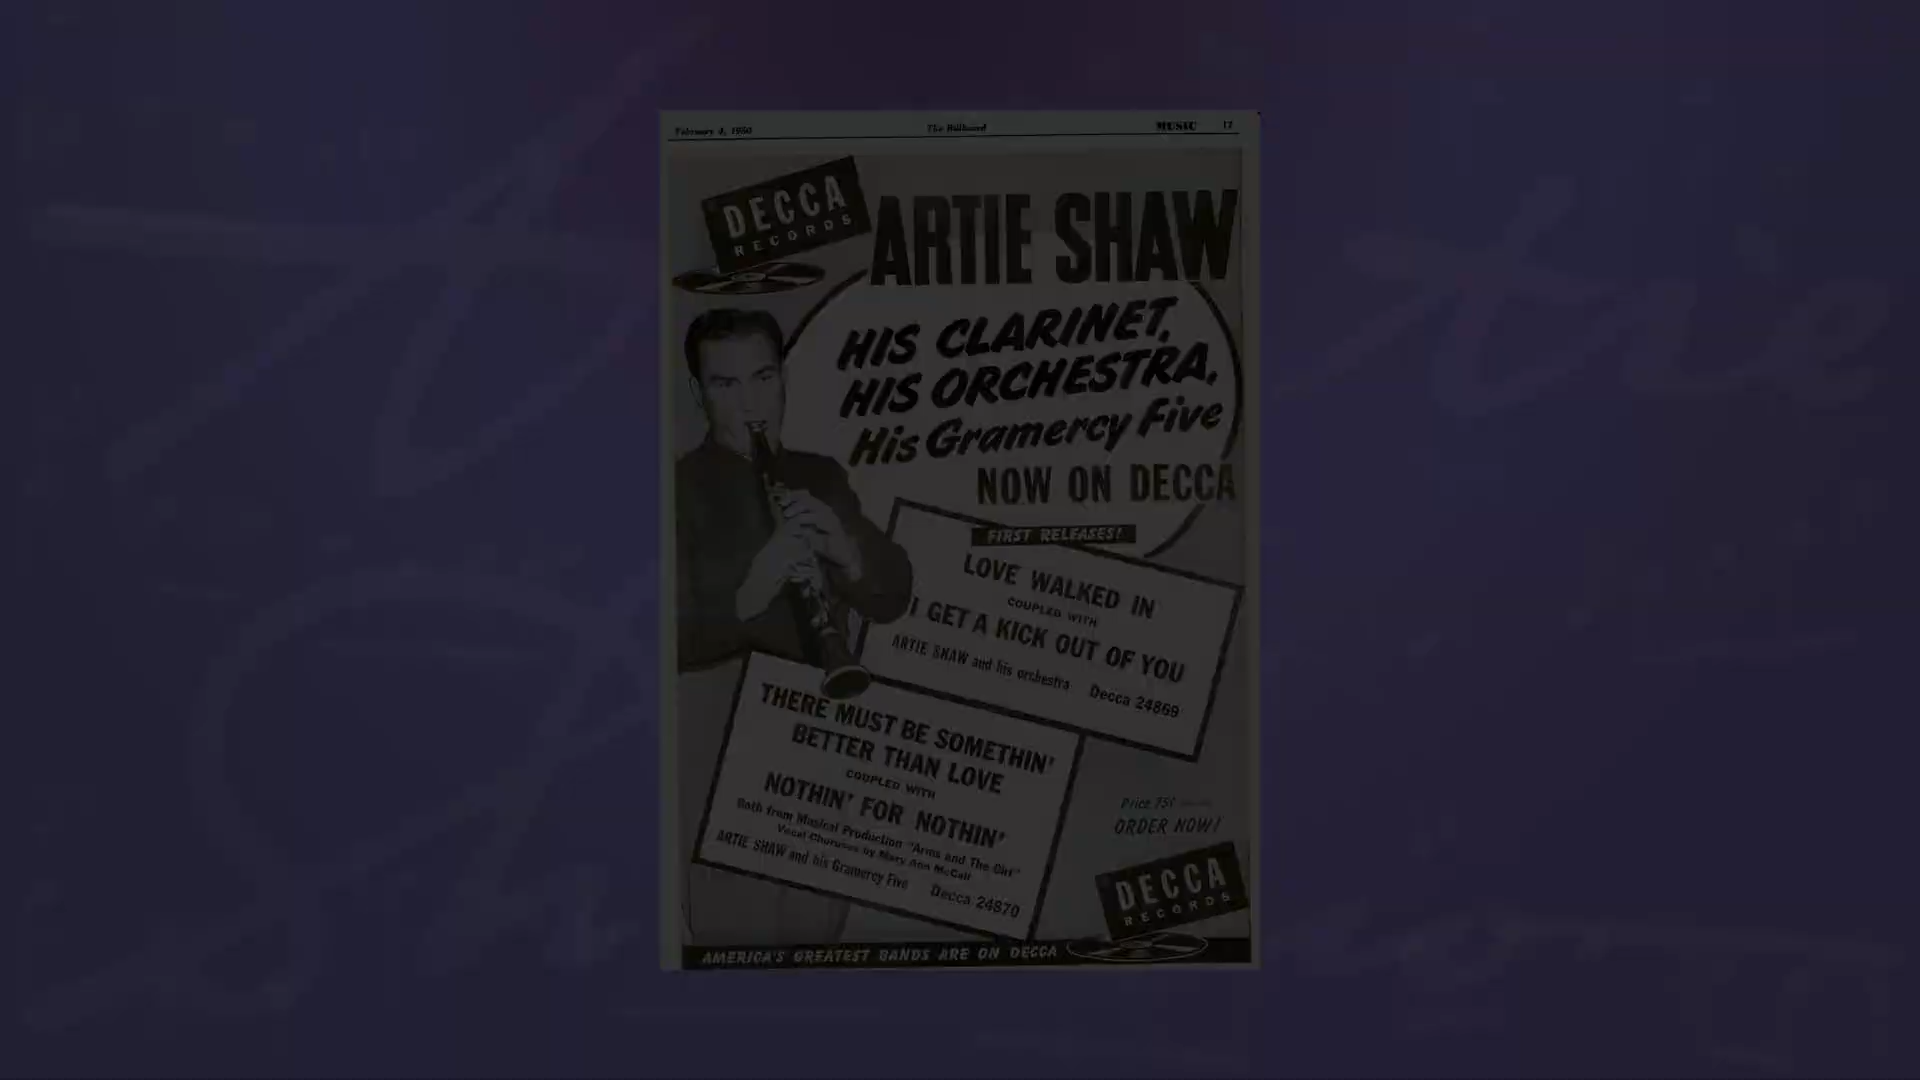 February 4, 1950 The Billboard MUSIC 17
DECCA
RECORDS
ARTIE SHAW
HIS CLARINET,
HIS ORCHESTRA,
His Gramercy Five
NOW ON DECCA
FIRST RELEASES!
LOVE WALKED IN
COUPLED WITH
I GET A KICK OUT OF YOU
ARTIE SHAW and his orchestra Decca 24869
THERE MUST BE SOMETHIN'
BETTER THAN LOVE
COUPLED WITH
NOTHIN' FOR NOTHIN'
Both from Musical Production "Arms and The Girl"
Vocal Choruses by Mary Ann McCall
ARTIE SHAW and his Gramercy Five Decca 24870
Price 75¢
ORDER NOW!
DECCA
RECORDS
AMERICA'S GREATEST BANDS ARE ON DECCA